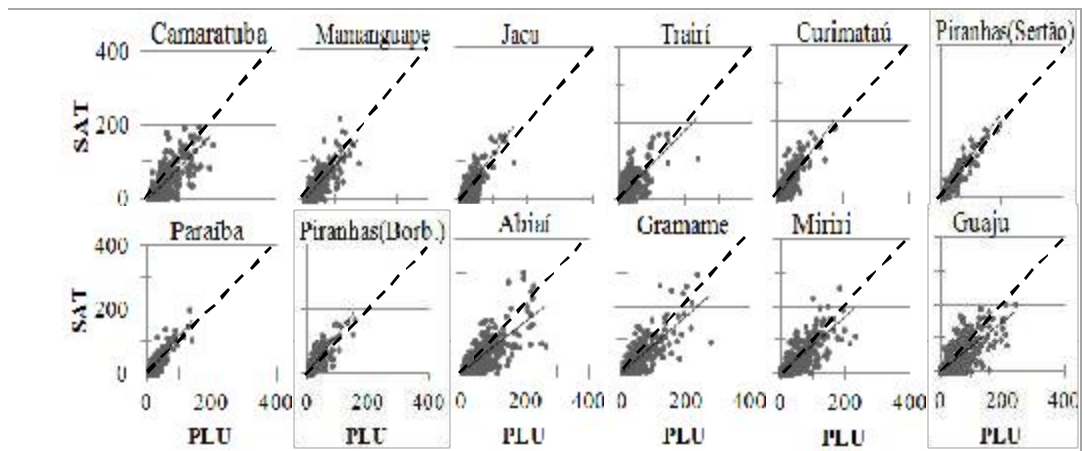 Camaratuba Mamanguape Jacu Trairí Curimataú Piranhas(Sertão)
400
SAT
200
0
Paraíba Piranhas(Borb.) Abiaí Gramame Miriri Guaju
400
SAT
200
0
0 200 400 0 200 400 0 200 400 0 200 400 0 200 400 0 200 400
PLU PLU PLU PLU PLU PLU